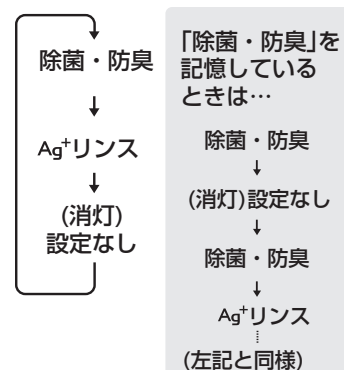 除菌・防臭
↓
Ag⁺リンス
↓
(消灯)
設定なし
「除菌・防臭」を
記憶している
ときは…
除菌・防臭
↓
(消灯)設定なし
↓
除菌・防臭
↓
Ag⁺リンス
(左記と同様)